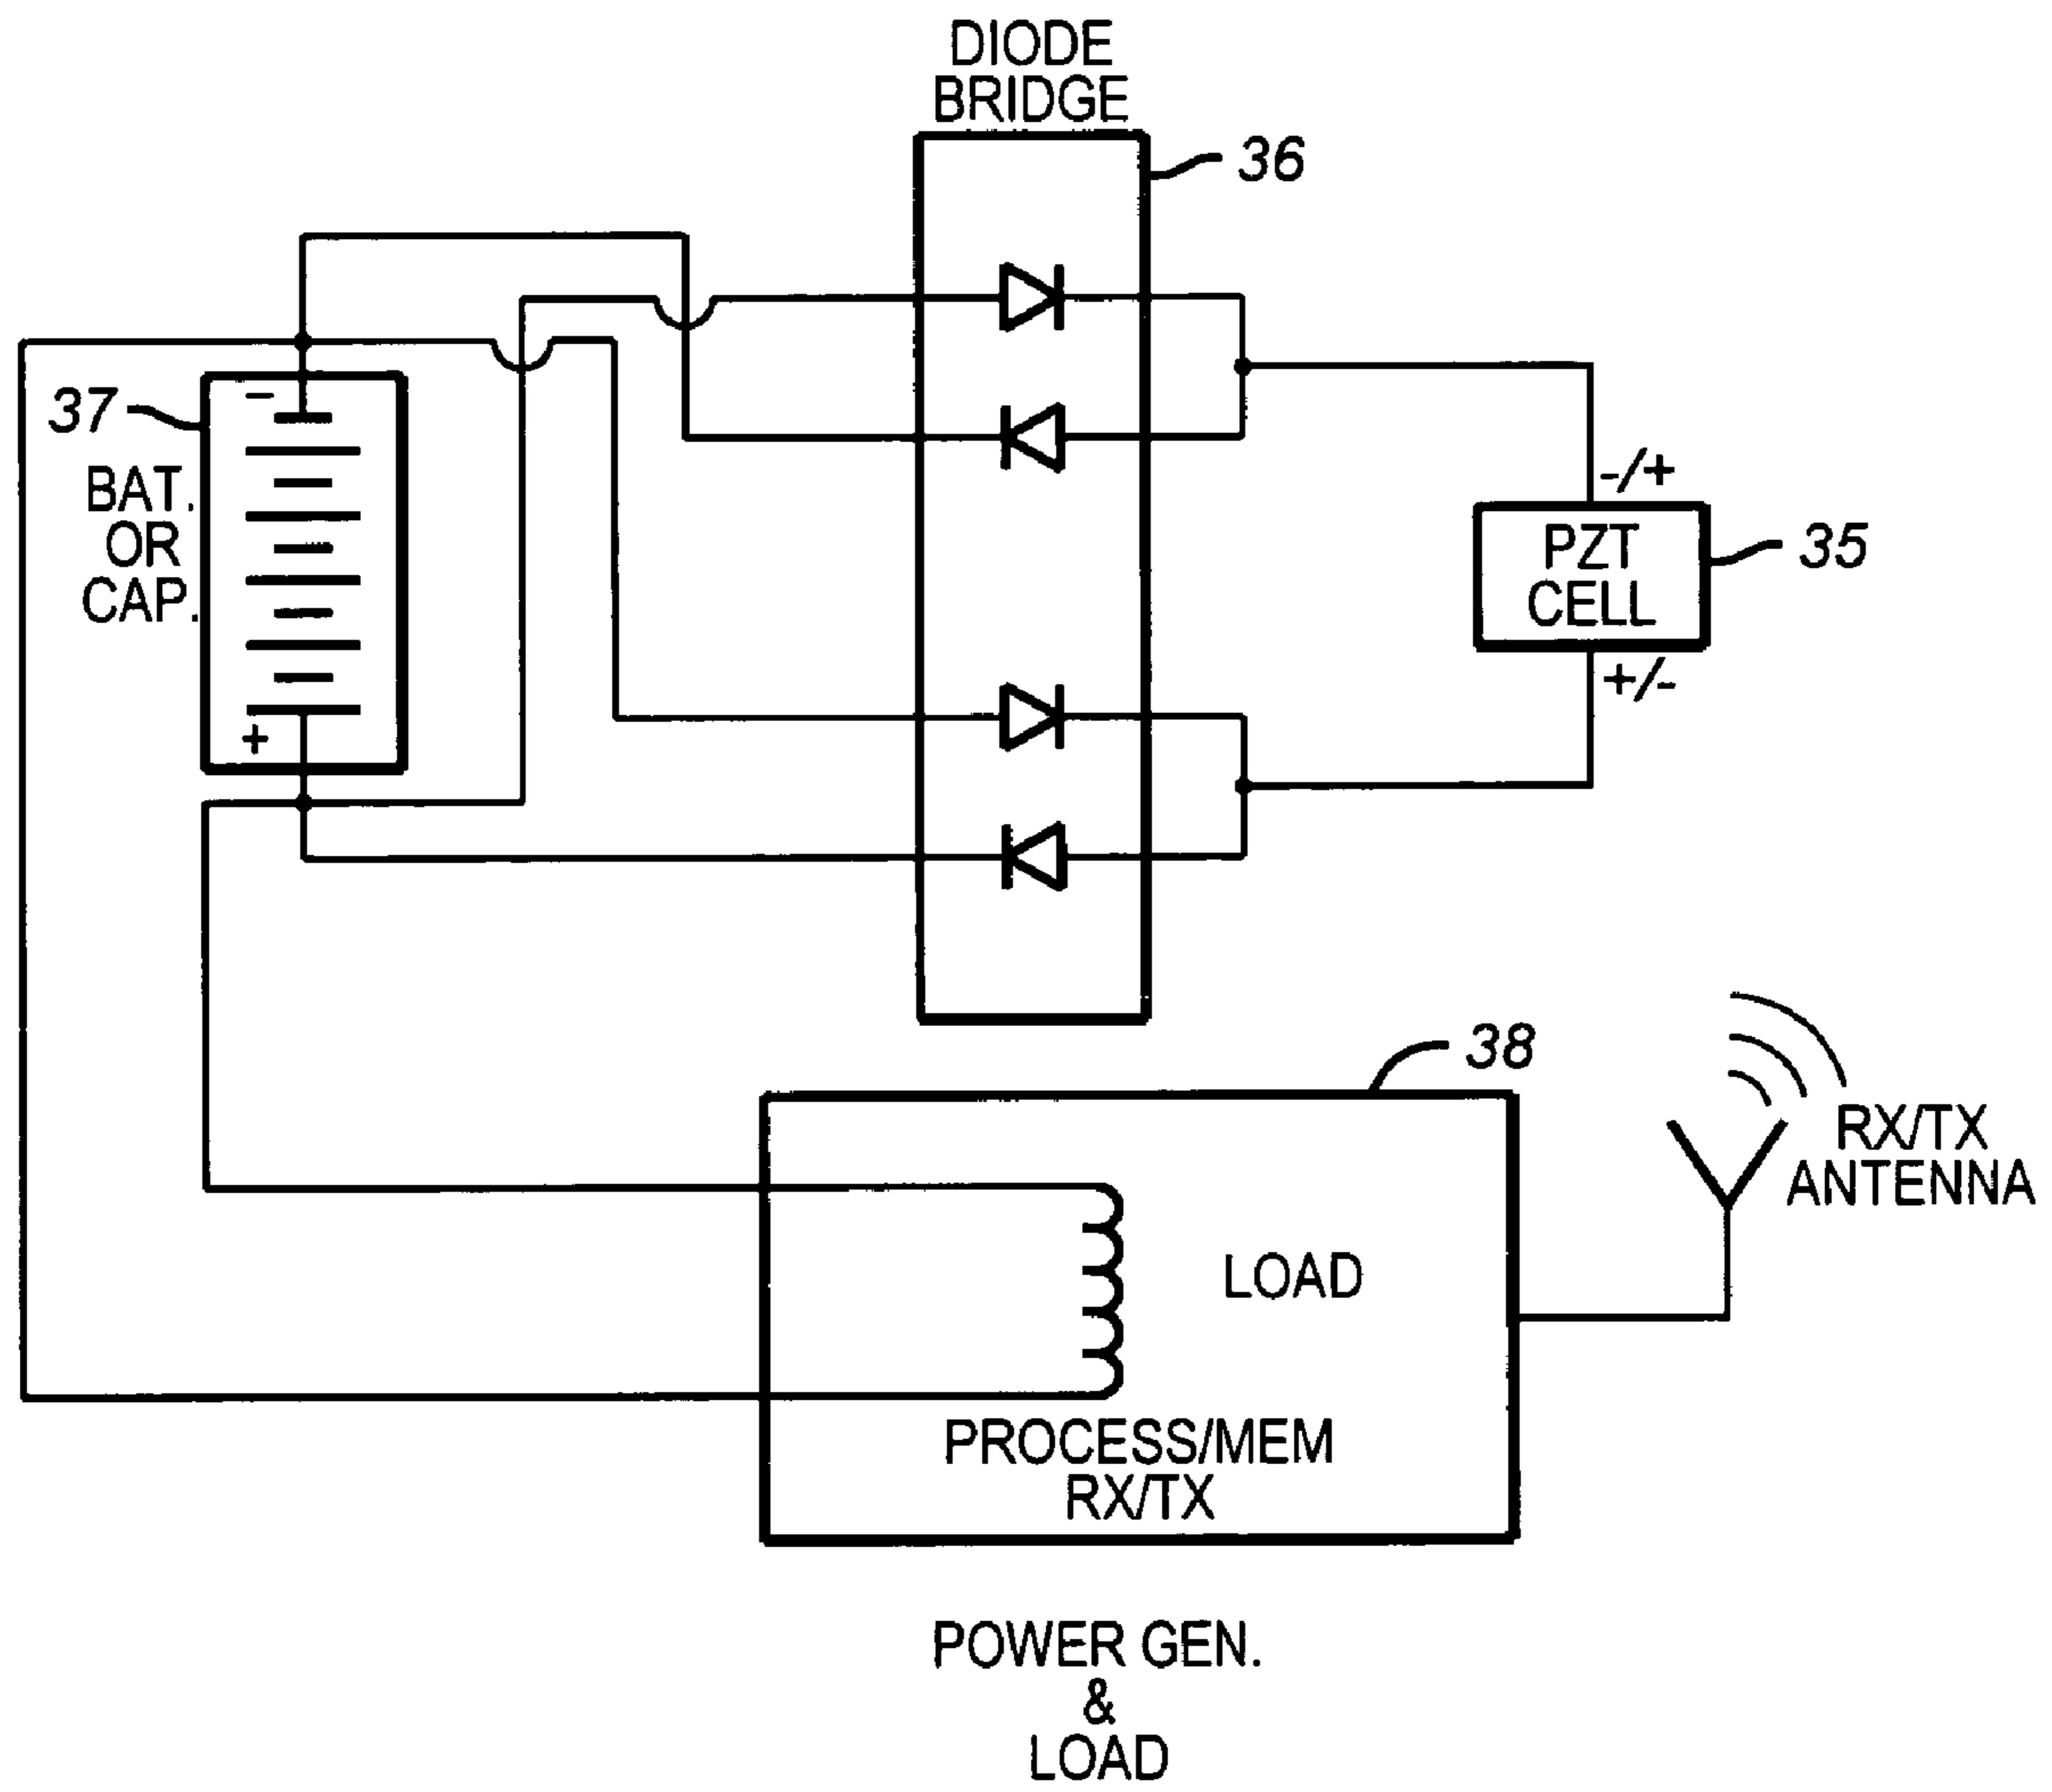 DIODE
BRIDGE
36
37
-
BAT.
OR
CAP.
+
-/+
PZT
CELL
35
+/-
38
RX/TX
ANTENNA
LOAD
PROCESS/MEM
RX/TX
POWER GEN.
&
LOAD